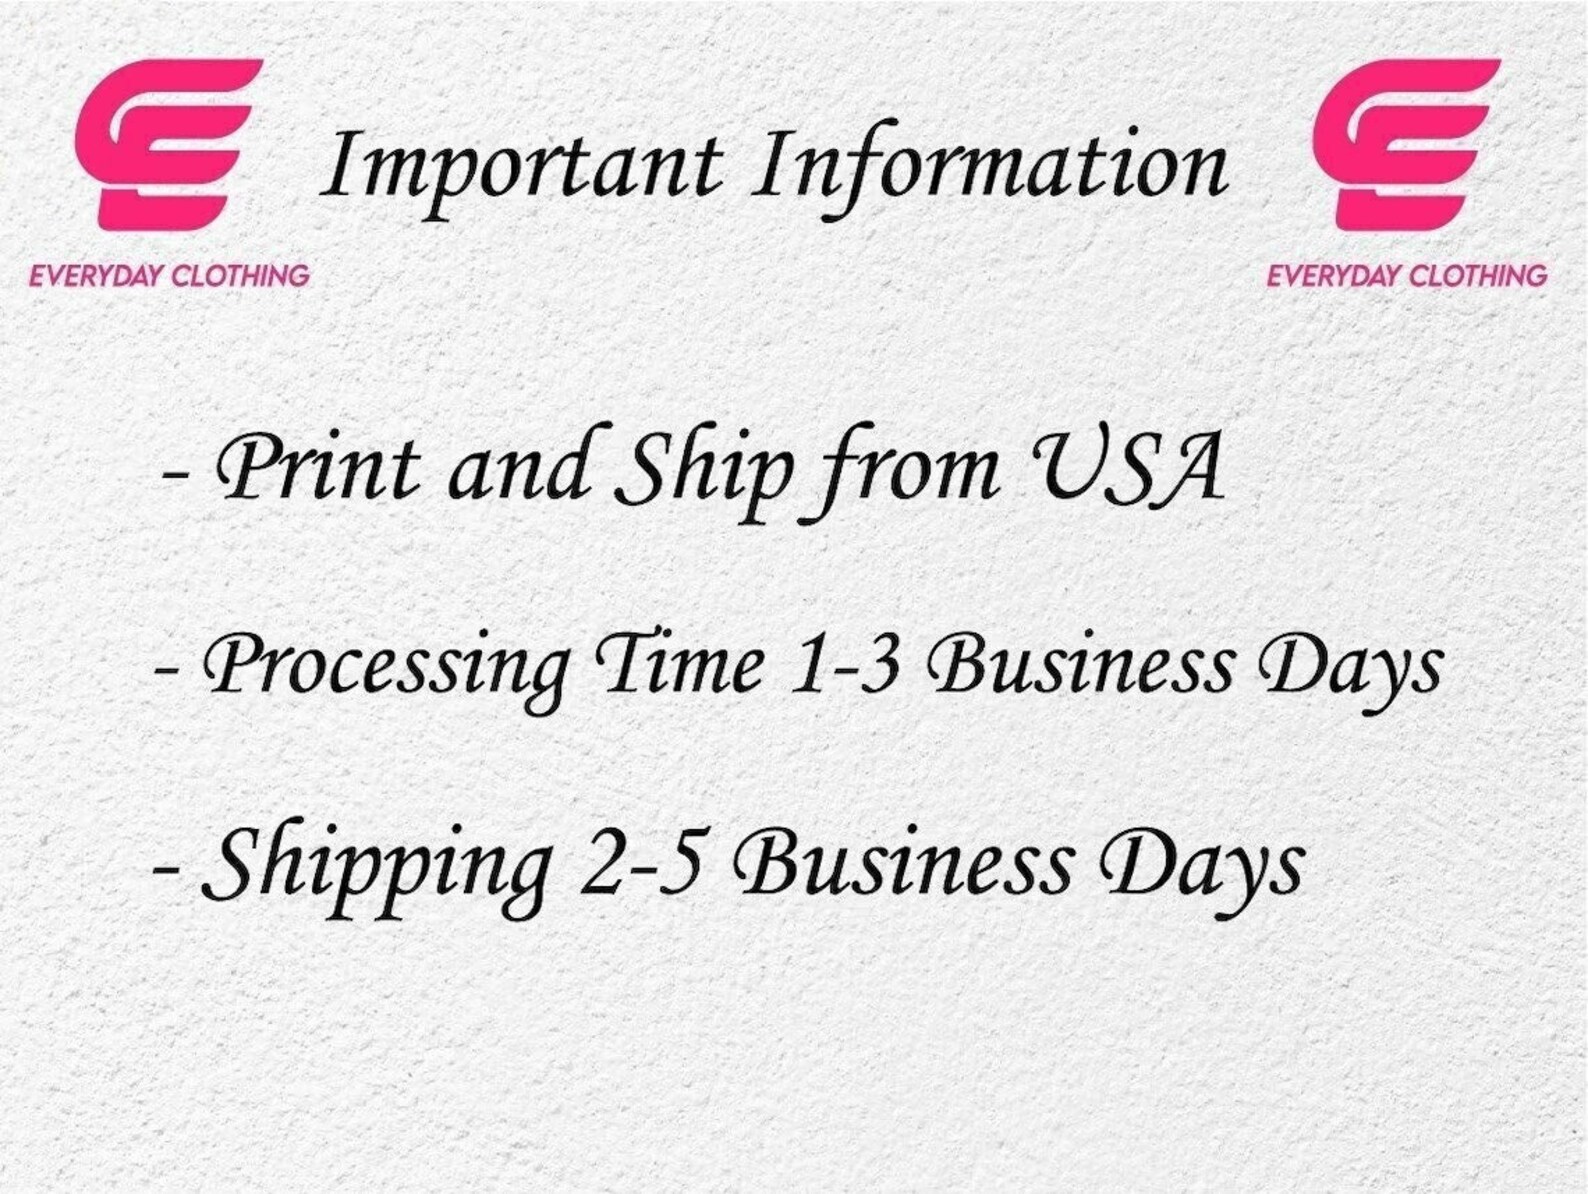 Important Information
EVERYDAY CLOTHING
EVERYDAY CLOTHING
- Print and Ship from USA
- Processing Time 1-3 Business Days
- Shipping 2-5 Business Days